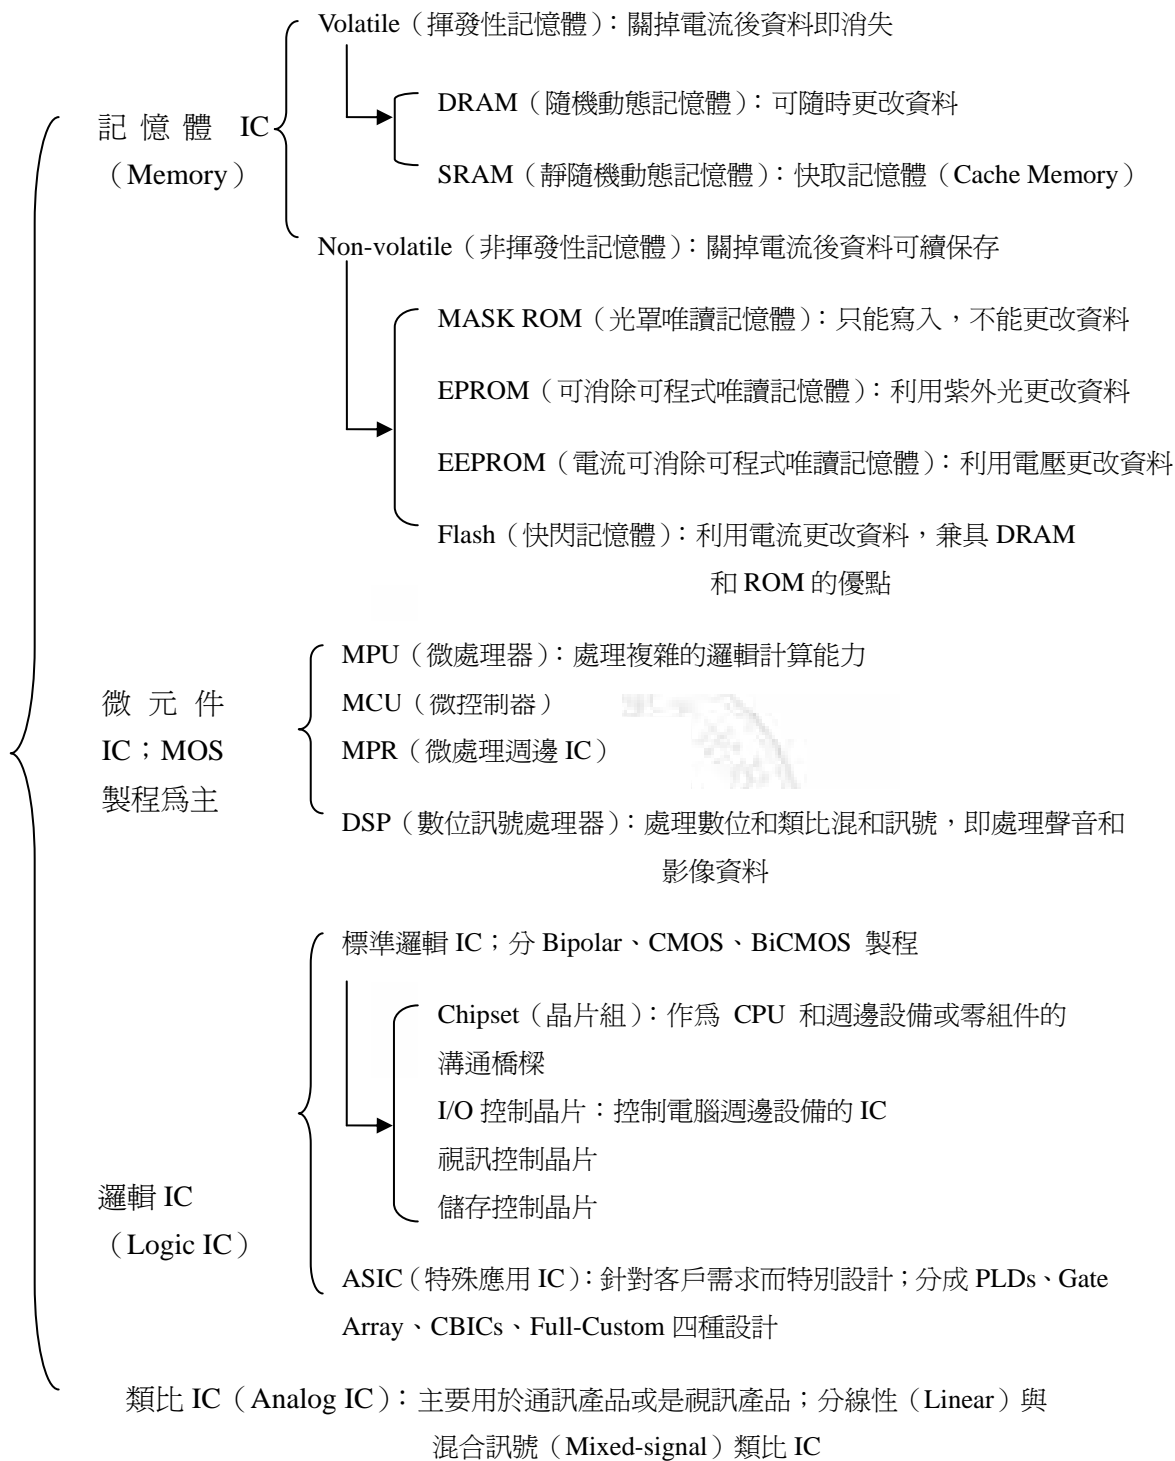 Volatile（揮發性記憶體）：關掉電流後資料即消失
DRAM（隨機動態記憶體）：可隨時更改資料
記憶體 IC
（Memory）
SRAM（靜隨機動態記憶體）：快取記憶體（Cache Memory）
Non-volatile（非揮發性記憶體）：關掉電流後資料可續保存
MASK ROM（光罩唯讀記憶體）：只能寫入，不能更改資料
EPROM（可消除可程式唯讀記憶體）：利用紫外光更改資料
EEPROM（電流可消除可程式唯讀記憶體）：利用電壓更改資料
Flash（快閃記憶體）：利用電流更改資料，兼具 DRAM
和 ROM 的優點
微元件
IC；MOS
製程爲主
MPU（微處理器）：處理複雜的邏輯計算能力
MCU（微控制器）
MPR（微處理週邊 IC）
DSP（數位訊號處理器）：處理數位和類比混和訊號，即處理聲音和
影像資料
邏輯 IC
（Logic IC）
標準邏輯 IC；分 Bipolar、CMOS、BiCMOS 製程
Chipset（晶片組）：作爲 CPU 和週邊設備或零組件的
溝通橋樑
I/O 控制晶片：控制電腦週邊設備的 IC
視訊控制晶片
儲存控制晶片
ASIC（特殊應用 IC）：針對客戶需求而特別設計；分成 PLDs、Gate
Array、CBICs、Full-Custom 四種設計
類比 IC（Analog IC）：主要用於通訊產品或是視訊產品；分線性（Linear）與
混合訊號（Mixed-signal）類比 IC